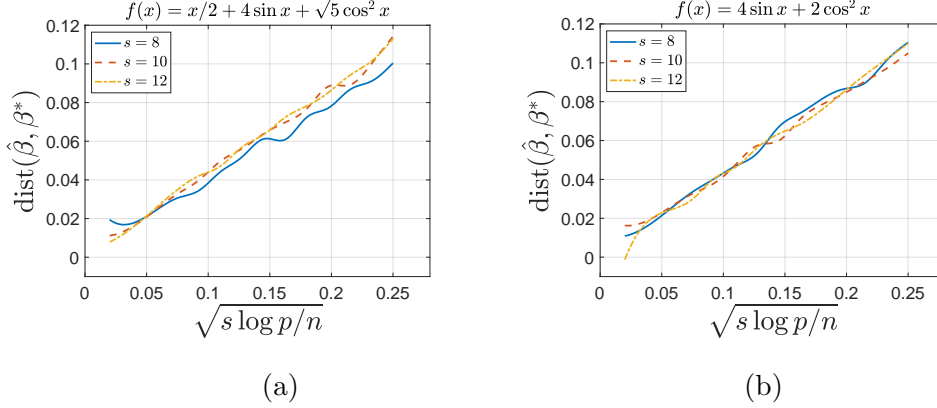 f(x) = x/2 + 4 sin x + √5 cos² x
s = 8
s = 10
s = 12
dist(β̂, β*)
0.12
0.1
0.08
0.06
0.04
0.02
0
0 0.05 0.1 0.15 0.2 0.25
√s log p/n
(a)
f(x) = 4 sin x + 2 cos² x
s = 8
s = 10
s = 12
dist(β̂, β*)
0.12
0.1
0.08
0.06
0.04
0.02
0
0 0.05 0.1 0.15 0.2 0.25
√s log p/n
(b)